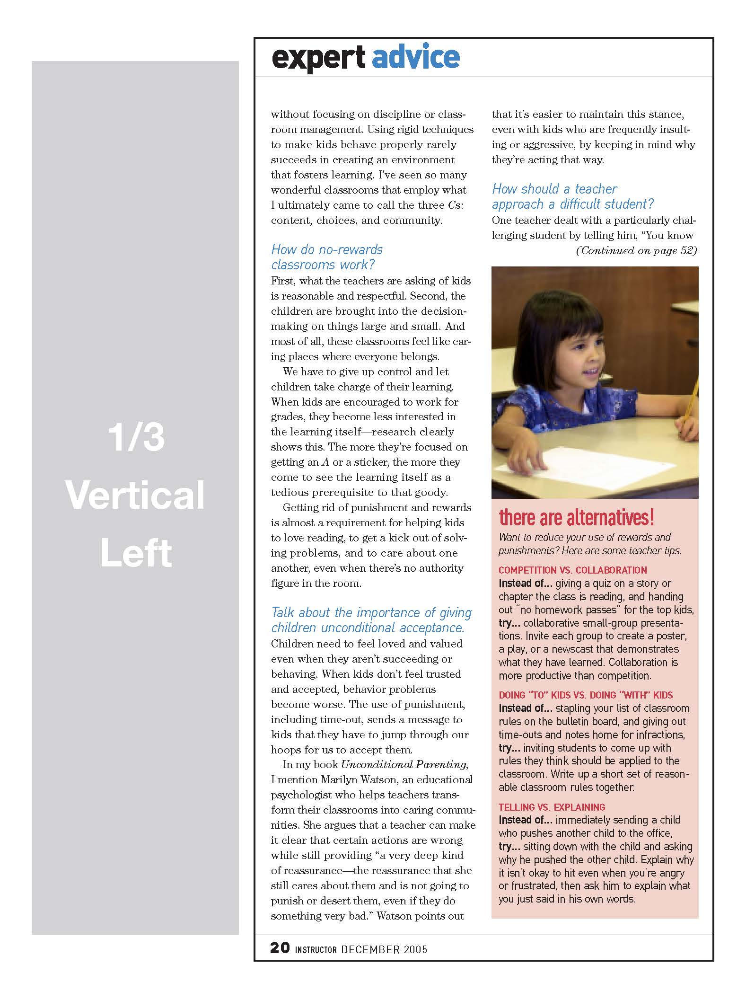 1/3
Vertical
Left
expert advice
without focusing on discipline or class-
room management. Using rigid techniques
to make kids behave properly rarely
succeeds in creating an environment
that fosters learning. I’ve seen so many
wonderful classrooms that employ what
I ultimately came to call the three Cs:
content, choices, and community.
How do no-rewards
classrooms work?
First, what the teachers are asking of kids
is reasonable and respectful. Second, the
children are brought into the decision-
making on things large and small. And
most of all, these classrooms feel like car-
ing places where everyone belongs.
We have to give up control and let
children take charge of their learning.
When kids are encouraged to work for
grades, they become less interested in
the learning itself—research clearly
shows this. The more they’re focused on
getting an A or a sticker, the more they
come to see the learning itself as a
tedious prerequisite to that goody.
Getting rid of punishment and rewards
is almost a requirement for helping kids
to love reading, to get a kick out of solv-
ing problems, and to care about one
another, even when there’s no authority
figure in the room.
Talk about the importance of giving
children unconditional acceptance.
Children need to feel loved and valued
even when they aren’t succeeding or
behaving. When kids don’t feel trusted
and accepted, behavior problems
become worse. The use of punishment,
including time-out, sends a message to
kids that they have to jump through our
hoops for us to accept them.
In my book Unconditional Parenting,
I mention Marilyn Watson, an educational
psychologist who helps teachers trans-
form their classrooms into caring commu-
nities. She argues that a teacher can make
it clear that certain actions are wrong
while still providing “a very deep kind
of reassurance—the reassurance that she
still cares about them and is not going to
punish or desert them, even if they do
something very bad.” Watson points out
that it’s easier to maintain this stance,
even with kids who are frequently insult-
ing or aggressive, by keeping in mind why
they’re acting that way.
How should a teacher
approach a difficult student?
One teacher dealt with a particularly chal-
lenging student by telling him, “You know
(Continued on page 52)
there are alternatives!
Want to reduce your use of rewards and
punishments? Here are some teacher tips.
COMPETITION VS. COLLABORATION
Instead of... giving a quiz on a story or
chapter the class is reading, and handing
out “no homework passes” for the top kids,
try... collaborative small-group presenta-
tions. Invite each group to create a poster,
a play, or a newscast that demonstrates
what they have learned. Collaboration is
more productive than competition.
DOING “TO” KIDS VS. DOING “WITH” KIDS
Instead of... stapling your list of classroom
rules on the bulletin board, and giving out
time-outs and notes home for infractions,
try... inviting students to come up with
rules they think should be applied to the
classroom. Write up a short set of reason-
able classroom rules together.
TELLING VS. EXPLAINING
Instead of... immediately sending a child
who pushes another child to the office,
try... sitting down with the child and asking
why he pushed the other child. Explain why
it isn’t okay to hit even when you’re angry
or frustrated, then ask him to explain what
you just said in his own words.
20 INSTRUCTOR DECEMBER 2005